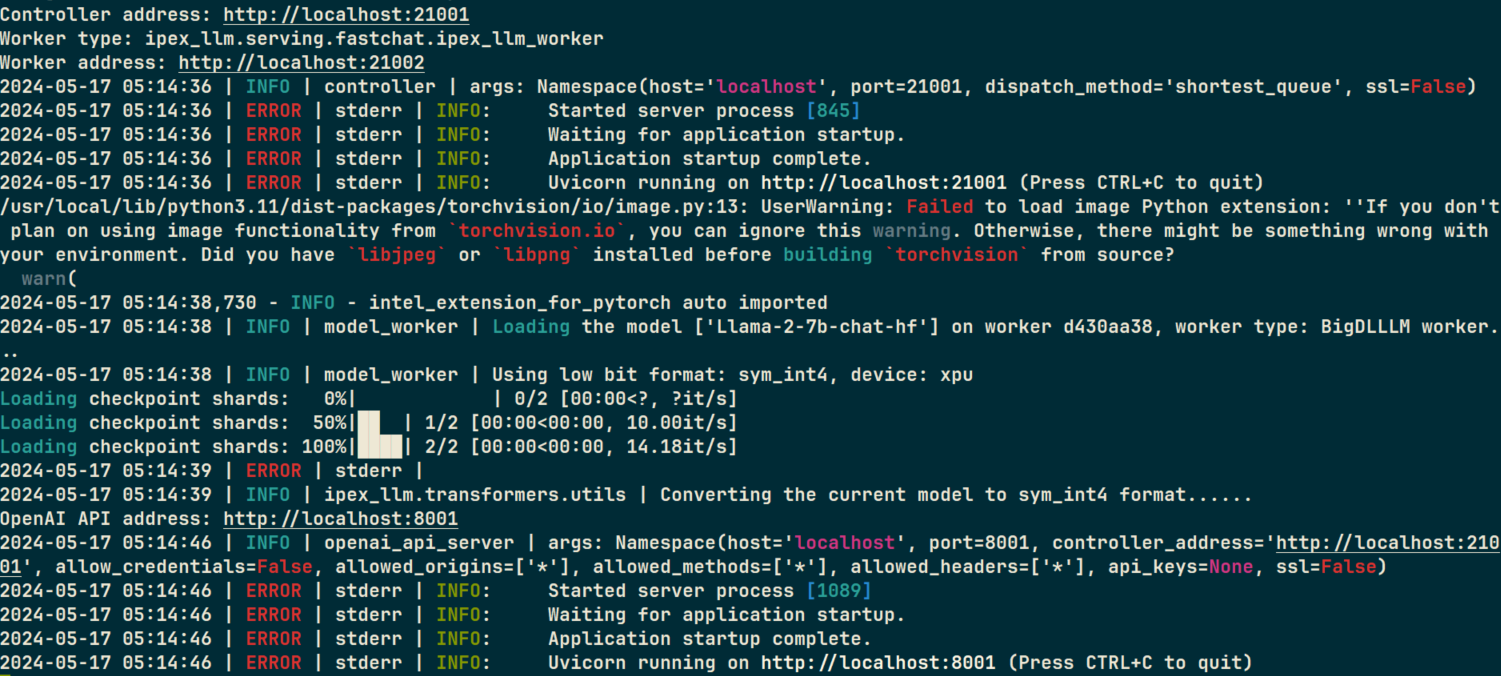 Controller address: http://localhost:21001
Worker type: ipex_llm.serving.fastchat.ipex_llm_worker
Worker address: http://localhost:21002
2024-05-17 05:14:36 | INFO | controller | args: Namespace(host='localhost', port=21001, dispatch_method='shortest_queue', ssl=False)
2024-05-17 05:14:36 | ERROR | stderr | INFO:     Started server process [845]
2024-05-17 05:14:36 | ERROR | stderr | INFO:     Waiting for application startup.
2024-05-17 05:14:36 | ERROR | stderr | INFO:     Application startup complete.
2024-05-17 05:14:36 | ERROR | stderr | INFO:     Uvicorn running on http://localhost:21001 (Press CTRL+C to quit)
/usr/local/lib/python3.11/dist-packages/torchvision/io/image.py:13: UserWarning: Failed to load image Python extension: ''If you don't
 plan on using image functionality from `torchvision.io`, you can ignore this warning. Otherwise, there might be something wrong with
your environment. Did you have `libjpeg` or `libpng` installed before building `torchvision` from source?
  warn(
2024-05-17 05:14:38,730 - INFO - intel_extension_for_pytorch auto imported
2024-05-17 05:14:38 | INFO | model_worker | Loading the model ['Llama-2-7b-chat-hf'] on worker d430aa38, worker type: BigDLLLM worker.
..
2024-05-17 05:14:38 | INFO | model_worker | Using low bit format: sym_int4, device: xpu
Loading checkpoint shards:   0%|            | 0/2 [00:00<?, ?it/s]
Loading checkpoint shards:  50%|██  | 1/2 [00:00<00:00, 10.00it/s]
Loading checkpoint shards: 100%|████| 2/2 [00:00<00:00, 14.18it/s]
2024-05-17 05:14:39 | ERROR | stderr |
2024-05-17 05:14:39 | INFO | ipex_llm.transformers.utils | Converting the current model to sym_int4 format......
OpenAI API address: http://localhost:8001
2024-05-17 05:14:46 | INFO | openai_api_server | args: Namespace(host='localhost', port=8001, controller_address='http://localhost:210
01', allow_credentials=False, allowed_origins=['*'], allowed_methods=['*'], allowed_headers=['*'], api_keys=None, ssl=False)
2024-05-17 05:14:46 | ERROR | stderr | INFO:     Started server process [1089]
2024-05-17 05:14:46 | ERROR | stderr | INFO:     Waiting for application startup.
2024-05-17 05:14:46 | ERROR | stderr | INFO:     Application startup complete.
2024-05-17 05:14:46 | ERROR | stderr | INFO:     Uvicorn running on http://localhost:8001 (Press CTRL+C to quit)